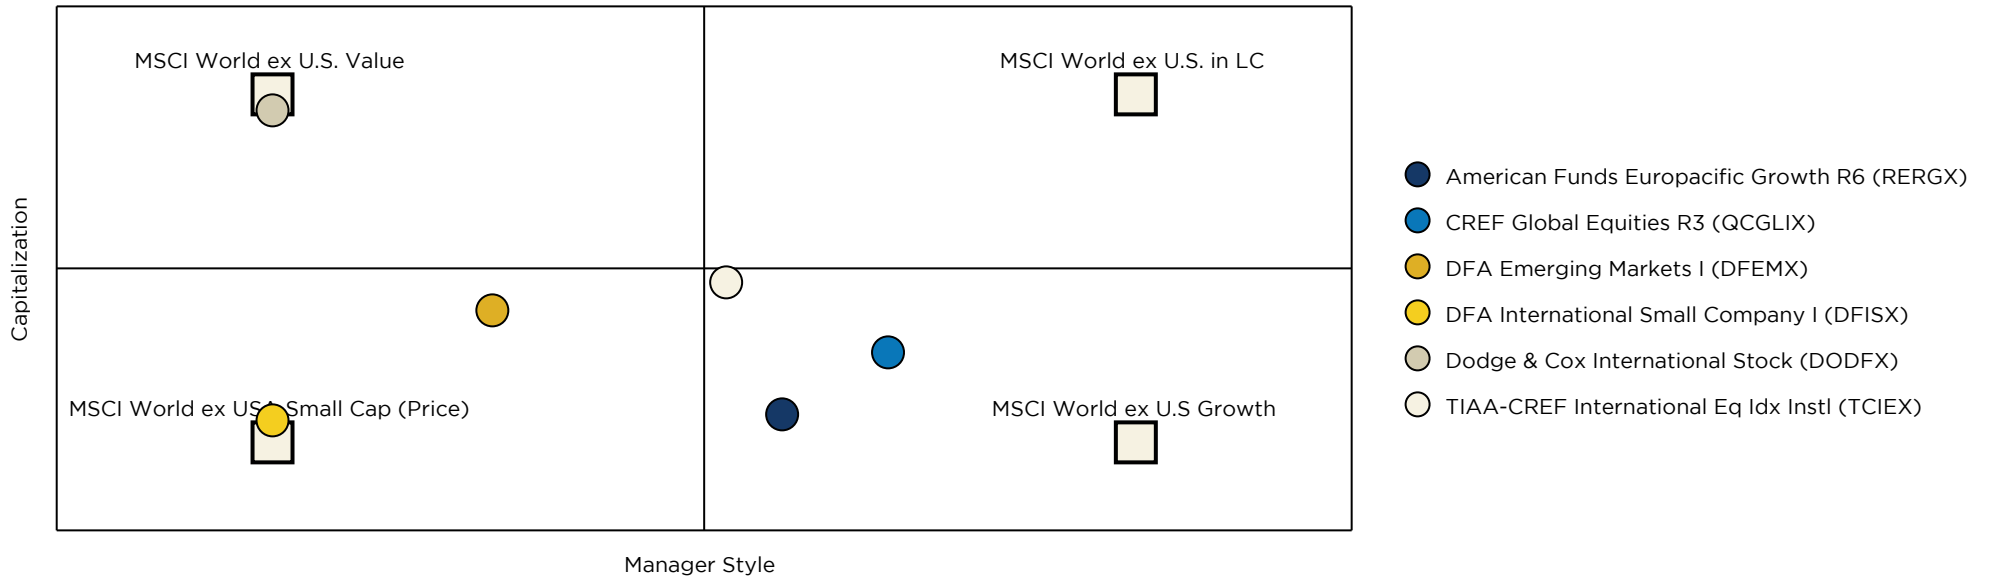 MSCI World ex U.S. Value
MSCI World ex U.S. in LC
Capitalization
MSCI World ex USA Small Cap (Price)
MSCI World ex U.S Growth
Manager Style
American Funds Europacific Growth R6 (RERGX)
CREF Global Equities R3 (QCGLIX)
DFA Emerging Markets I (DFEMX)
DFA International Small Company I (DFISX)
Dodge & Cox International Stock (DODFX)
TIAA-CREF International Eq Idx Instl (TCIEX)